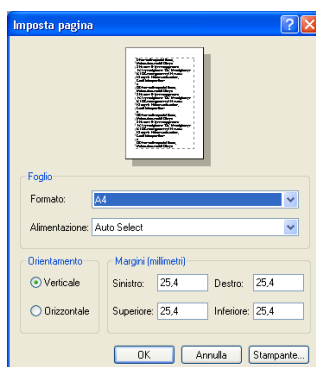 Imposta pagina
Foglio
Formato: A4
Alimentazione: Auto Select
Orientamento
Verticale
Orizzontale
Margini (millimetri)
Sinistro: 25,4 Destro: 25,4
Superiore: 25,4 Inferiore: 25,4
OK Annulla Stampante...